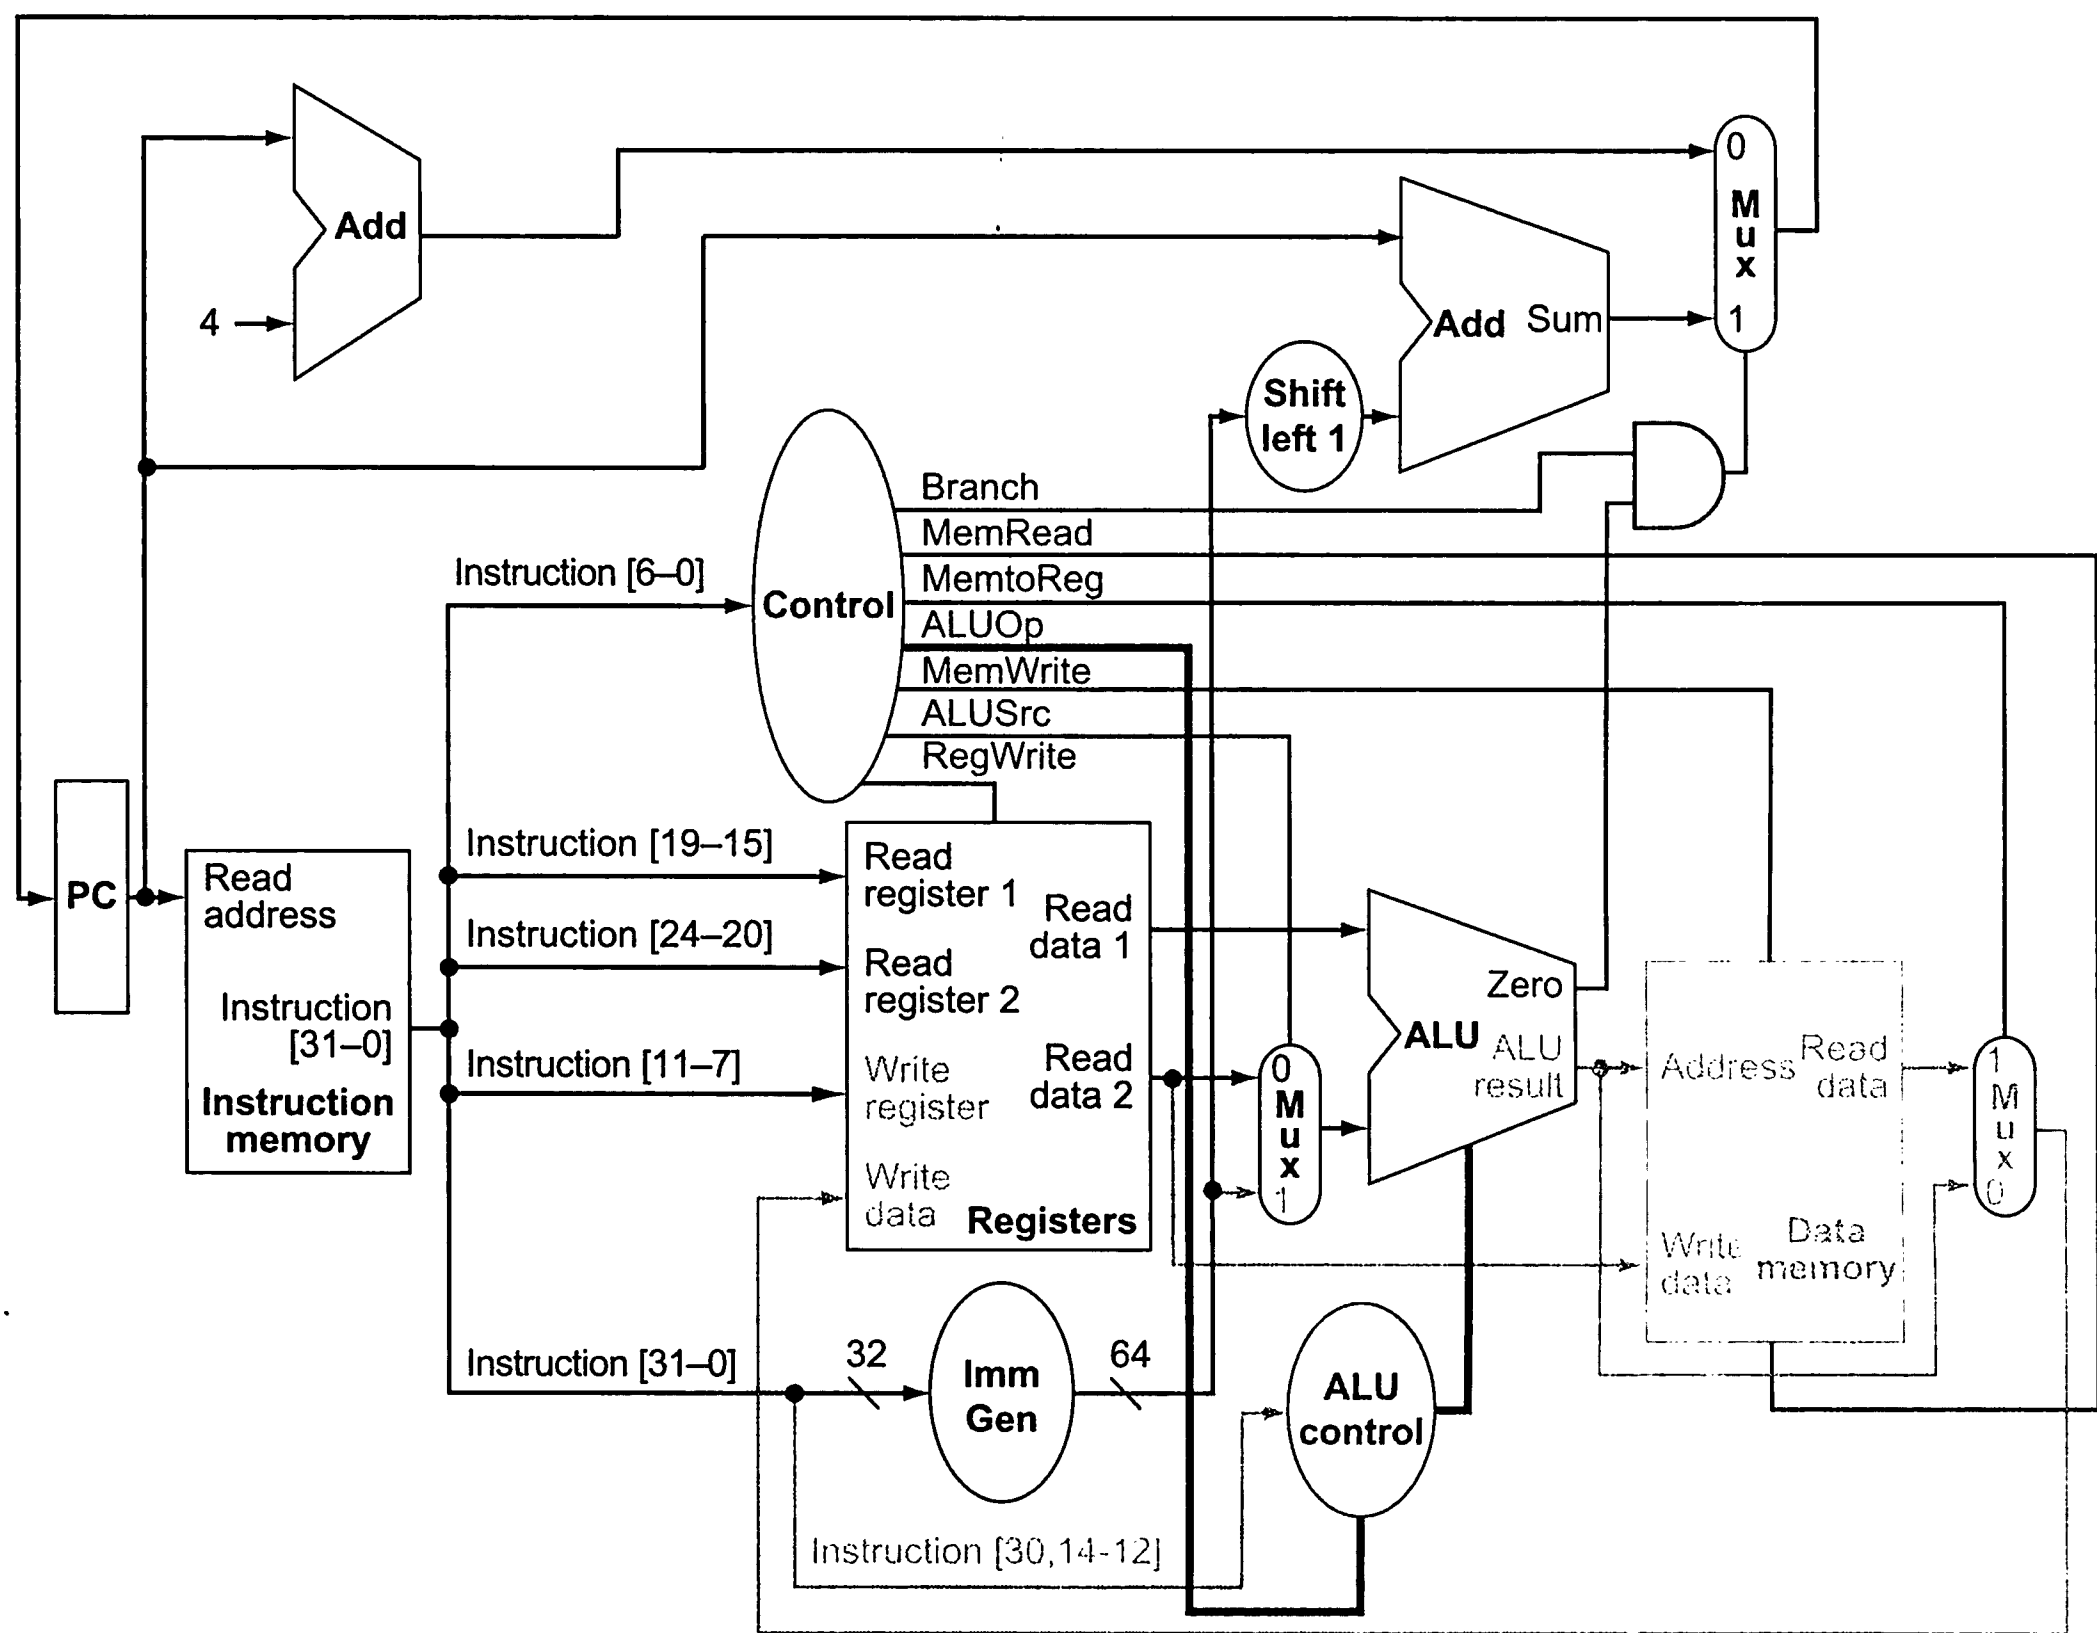 Add
4
0
M
u
x
1
Add Sum
Shift
left 1
Branch
MemRead
MemtoReg
ALUOp
MemWrite
ALUSrc
RegWrite
Instruction [6–0]
Control
Instruction [19–15]
Instruction [24–20]
Instruction [11–7]
Instruction [31–0]
PC
Read
address
Instruction
[31–0]
Instruction
memory
Read
register 1
Read
register 2
Write
register
Write
data
Read
data 1
Read
data 2
Registers
0
M
u
x
1
Zero
ALU
ALU
result
Address
Read
data
Write
data
Data
memory
1
M
u
x
0
32
Imm
Gen
64
ALU
control
Instruction [30,14-12]